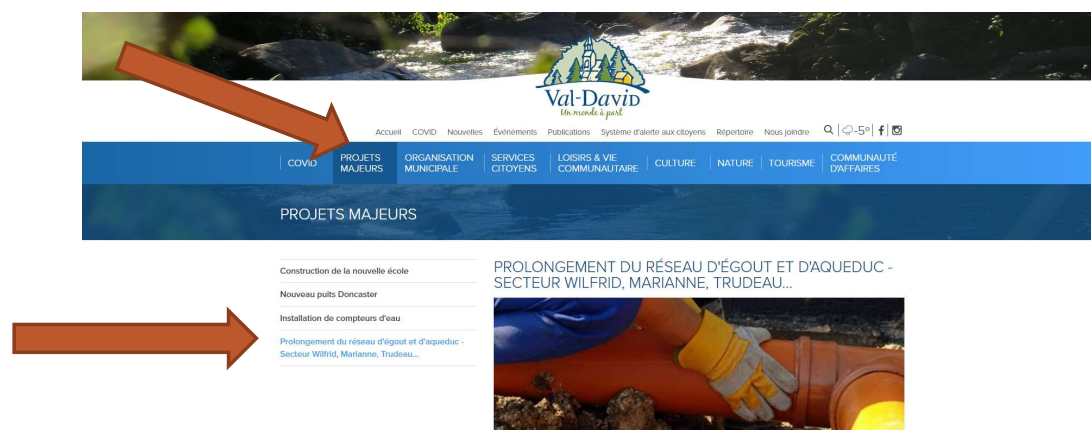 Val-David
Un monde à part
Accueil COVID Nouvelles Événements Publications Système d'alerte aux citoyens Répertoire Nous joindre -5°
COVID
PROJETS MAJEURS
ORGANISATION MUNICIPALE
SERVICES CITOYENS
LOISIRS & VIE COMMUNAUTAIRE
CULTURE
NATURE
TOURISME
COMMUNAUTÉ D'AFFAIRES
PROJETS MAJEURS
Construction de la nouvelle école
Nouveau puits Doncaster
Installation de compteurs d'eau
Prolongement du réseau d'égout et d'aqueduc -
Secteur Wilfrid, Marianne, Trudeau...
PROLONGEMENT DU RÉSEAU D'ÉGOUT ET D'AQUEDUC -
SECTEUR WILFRID, MARIANNE, TRUDEAU...